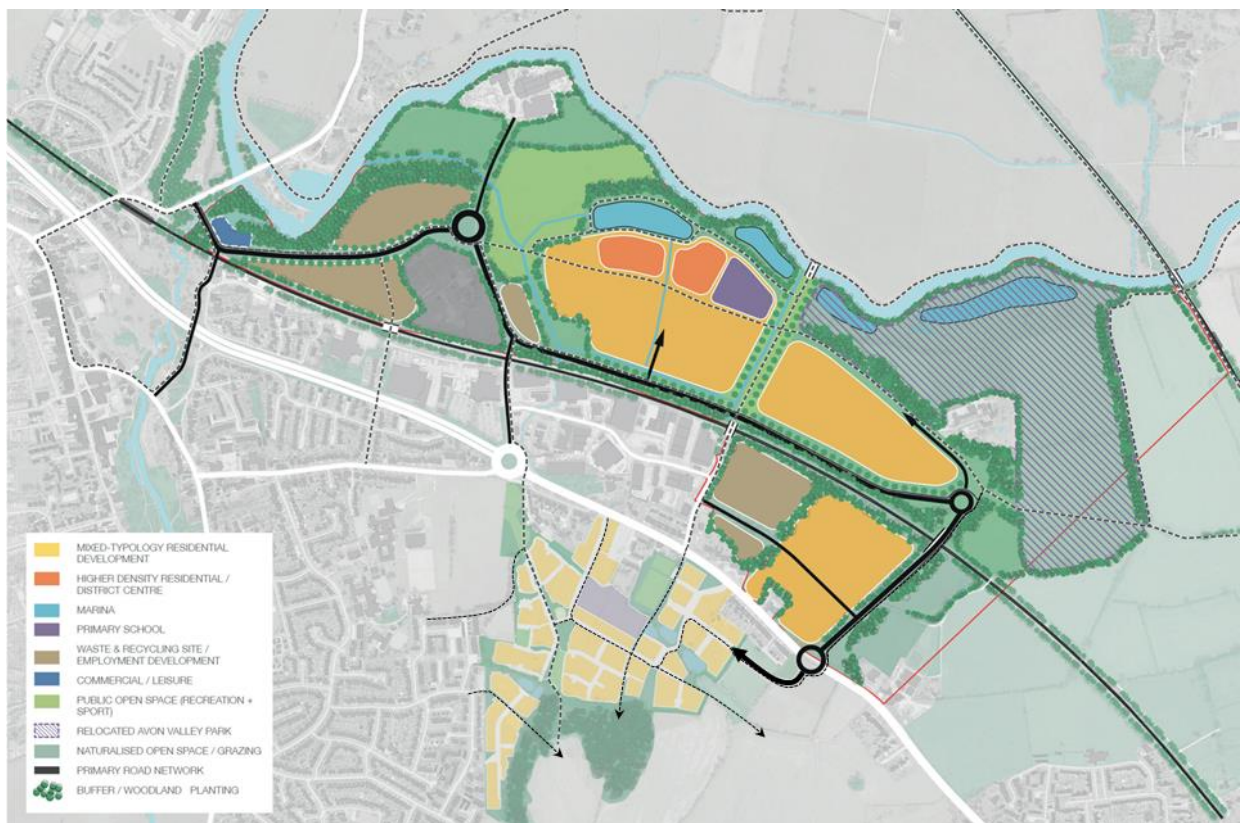 MIXED-TYPOLOGY RESIDENTIAL
DEVELOPMENT
HIGHER DENSITY RESIDENTIAL /
DISTRICT CENTRE
MARINA
PRIMARY SCHOOL
WASTE & RECYCLING SITE /
EMPLOYMENT DEVELOPMENT
COMMERCIAL / LEISURE
PUBLIC OPEN SPACE (RECREATION +
SPORT)
RELOCATED AVON VALLEY PARK
NATURALISED OPEN SPACE / GRAZING
PRIMARY ROAD NETWORK
BUFFER / WOODLAND PLANTING